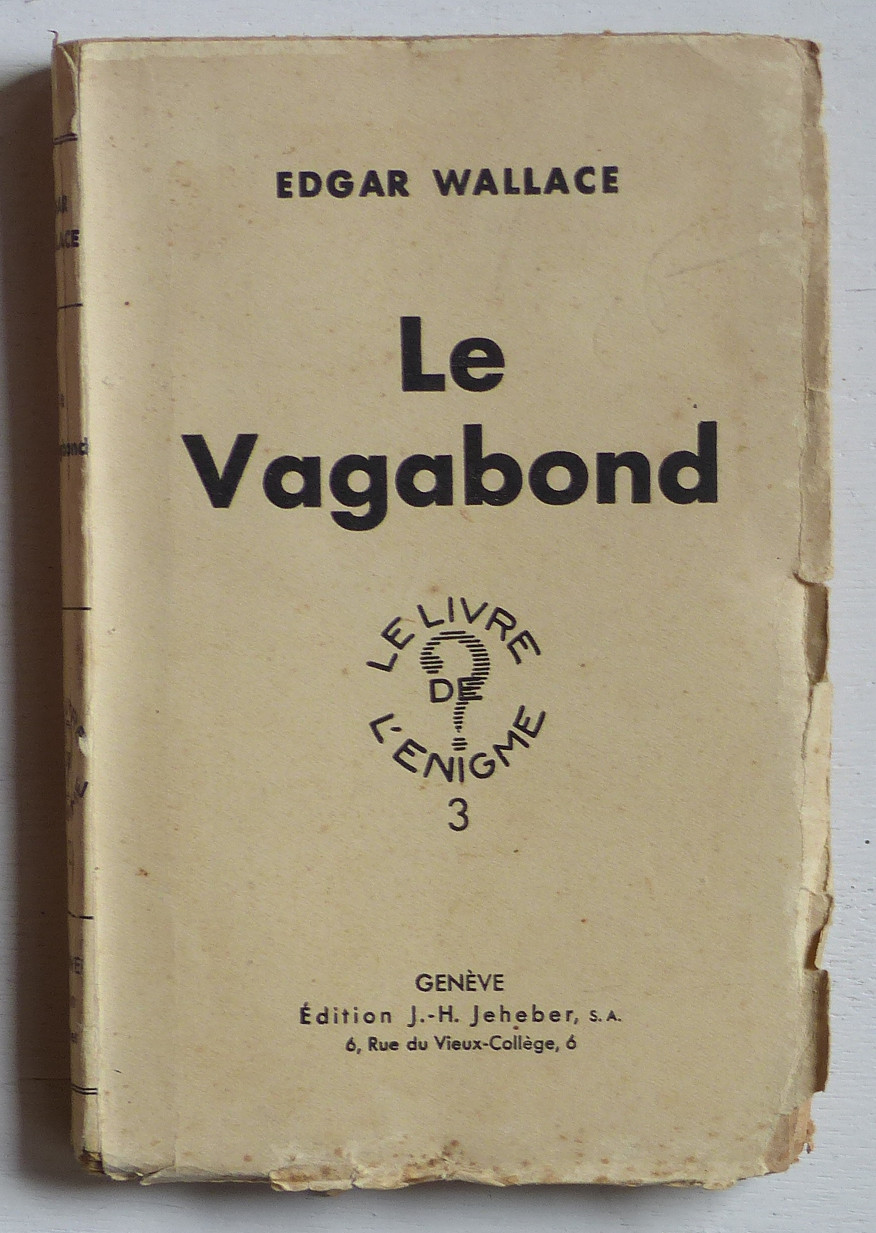 EDGAR WALLACE
Le
Vagabond
LE LIVRE
DE
L'ENIGME
3
GENÈVE
Édition J.-H. Jeheber, S.A.
6, Rue du Vieux-Collège, 6